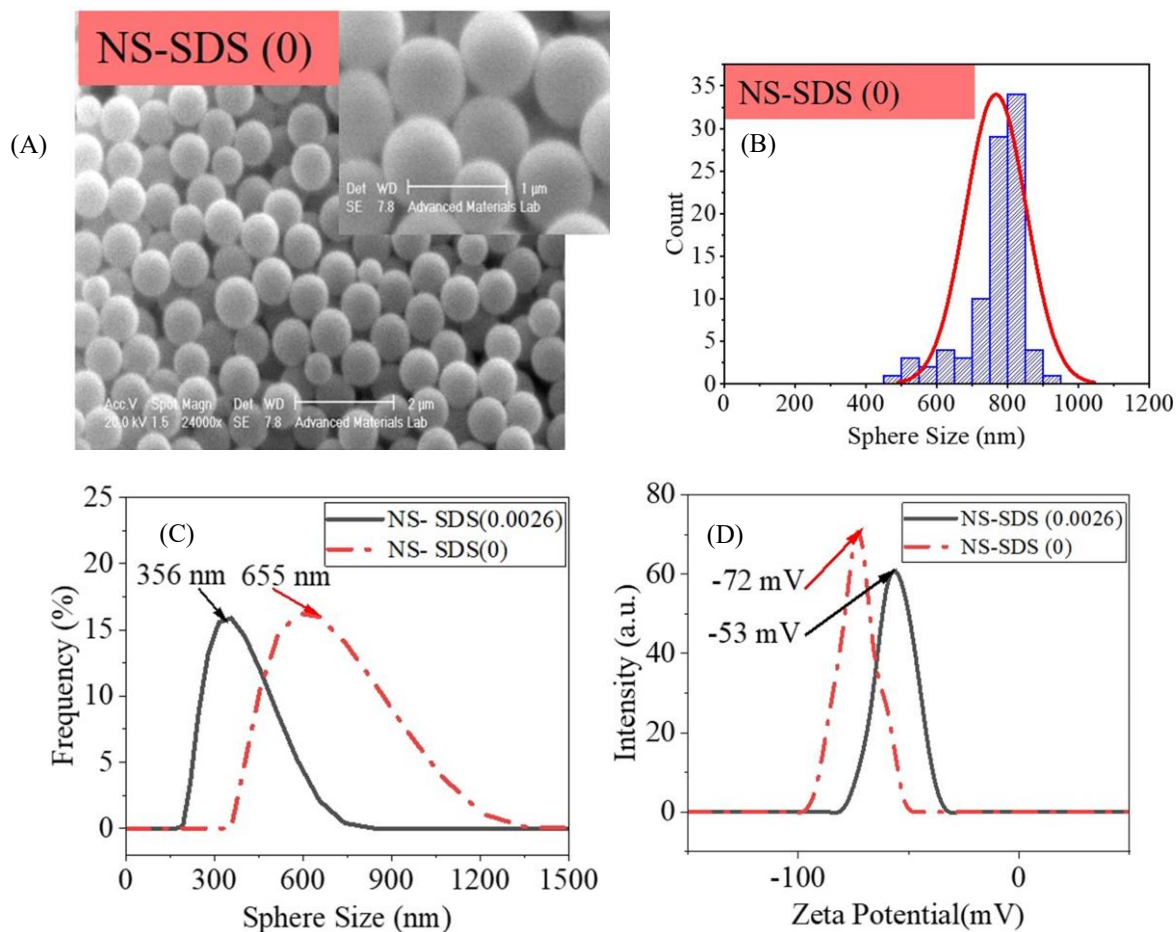 (A)
NS-SDS (0)
Det WD
SE 7.8 Advanced Materials Lab
1 µm
Acc.V Spot Magn Det WD
20.0 kV 1.5 24000x SE 7.8 Advanced Materials Lab
2 µm
NS-SDS (0)
(B)
35
30
25
20
15
10
5
0
Count
0 200 400 600 800 1000 1200
Sphere Size (nm)
(C)
NS- SDS(0.0026)
NS- SDS(0)
356 nm
655 nm
25
20
15
10
5
0
Frequency (%)
0 300 600 900 1200 1500
Sphere Size (nm)
(D)
NS-SDS (0.0026)
NS-SDS (0)
-72 mV
-53 mV
80
60
40
20
0
Intensity (a.u.)
-100 0
Zeta Potential(mV)